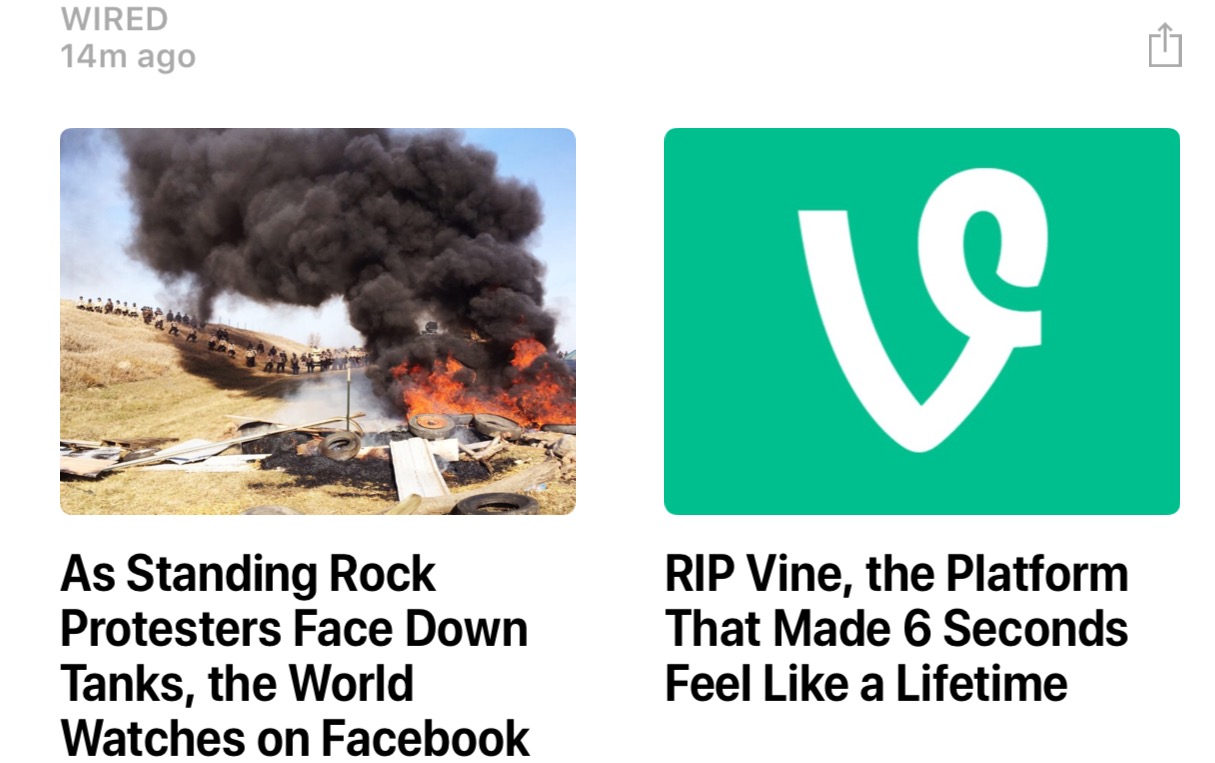 WIRED
14m ago
As Standing Rock
Protesters Face Down
Tanks, the World
Watches on Facebook
RIP Vine, the Platform
That Made 6 Seconds
Feel Like a Lifetime